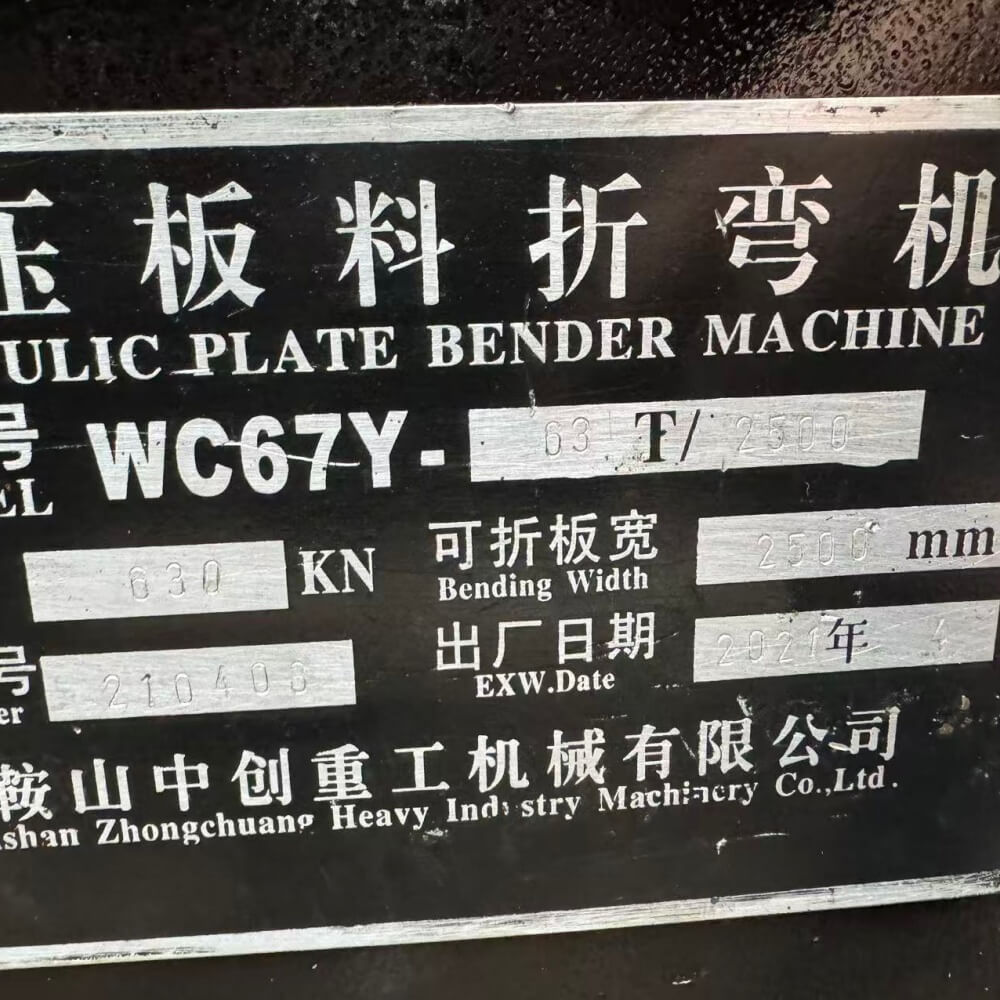 压板料折弯机
ULIC PLATE BENDER MACHINE
号 WC67Y-63T/2500
EL
630 KN 可折板宽 2500 mm
Bending Width
号 210403 出厂日期 2021年 4
er EXW.Date
鞍山中创重工机械有限公司
shan Zhongchuang Heavy Industry Machinery Co.,Ltd.